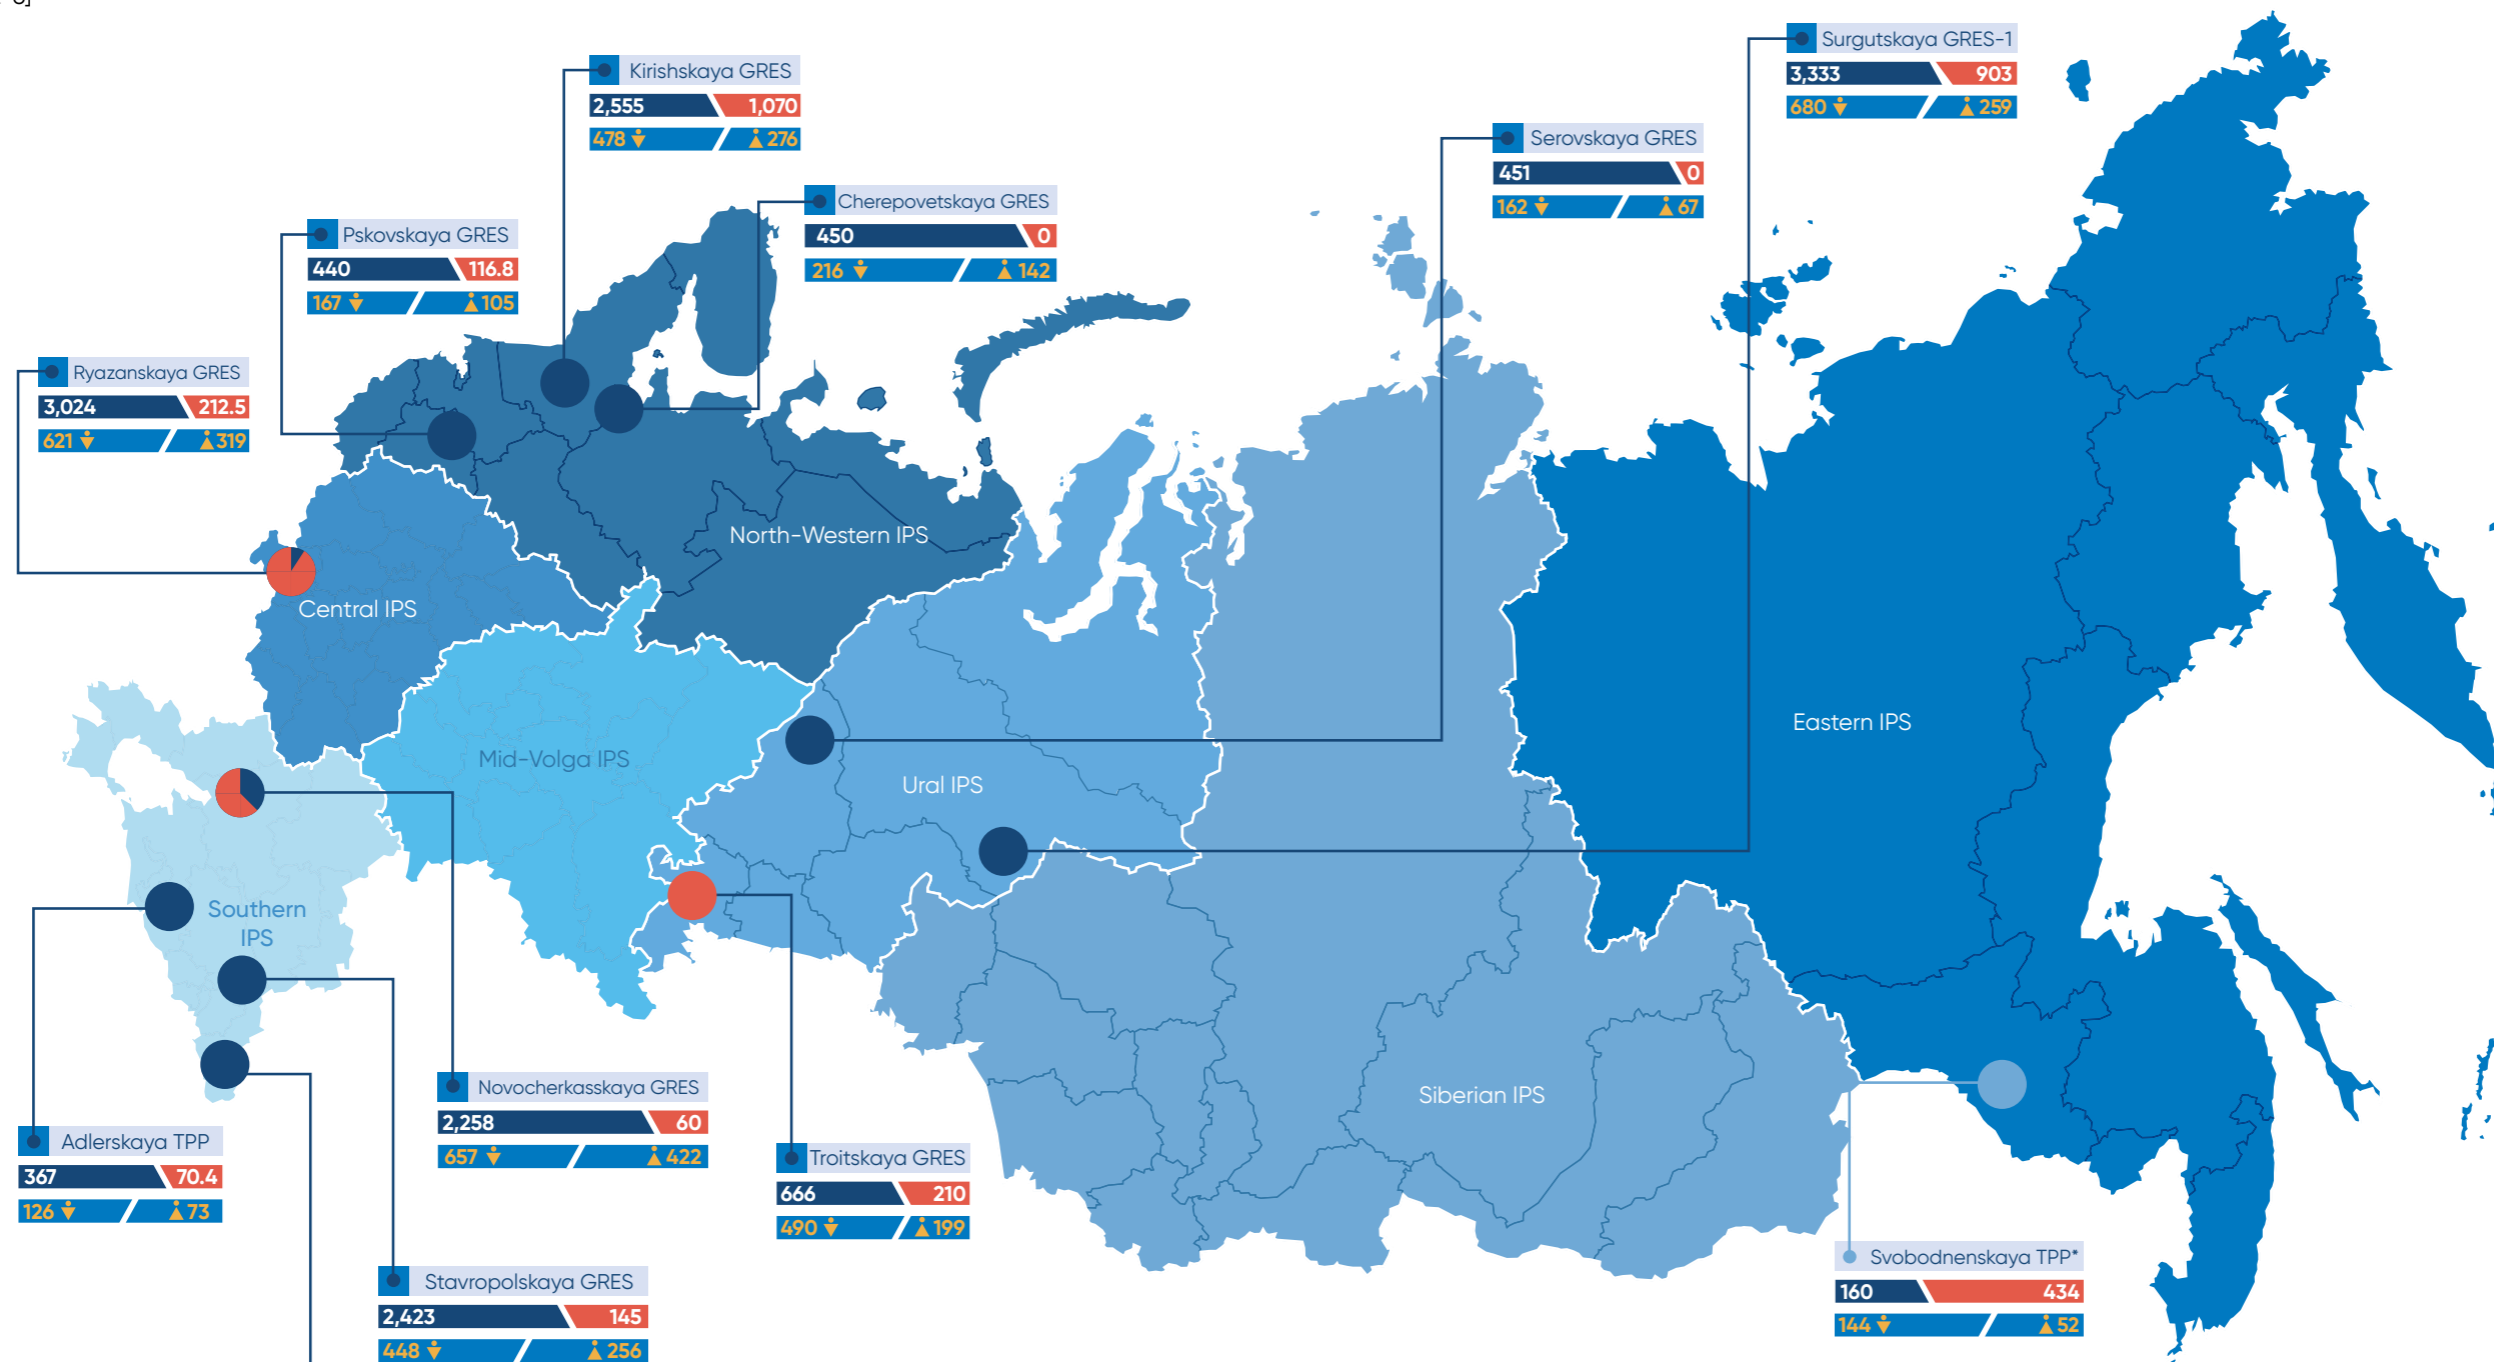 Surgutskaya GRES-1
3,333 903
680 259
Kirishskaya GRES
2,555 1,070
478 276
Serovskaya GRES
451 0
162 67
Cherepovetskaya GRES
450 0
216 142
Pskovskaya GRES
440 116.8
167 105
Ryazanskaya GRES
3,024 212.5
621 319
North-Western IPS
Central IPS
Eastern IPS
Mid-Volga IPS
Ural IPS
Southern
IPS
Siberian IPS
Novocherkasskaya GRES
2,258 60
657 422
Adlerskaya TPP
367 70.4
126 73
Troitskaya GRES
666 210
490 199
Svobodnenskaya TPP*
160 434
144 52
Stavropolskaya GRES
2,423 145
448 256